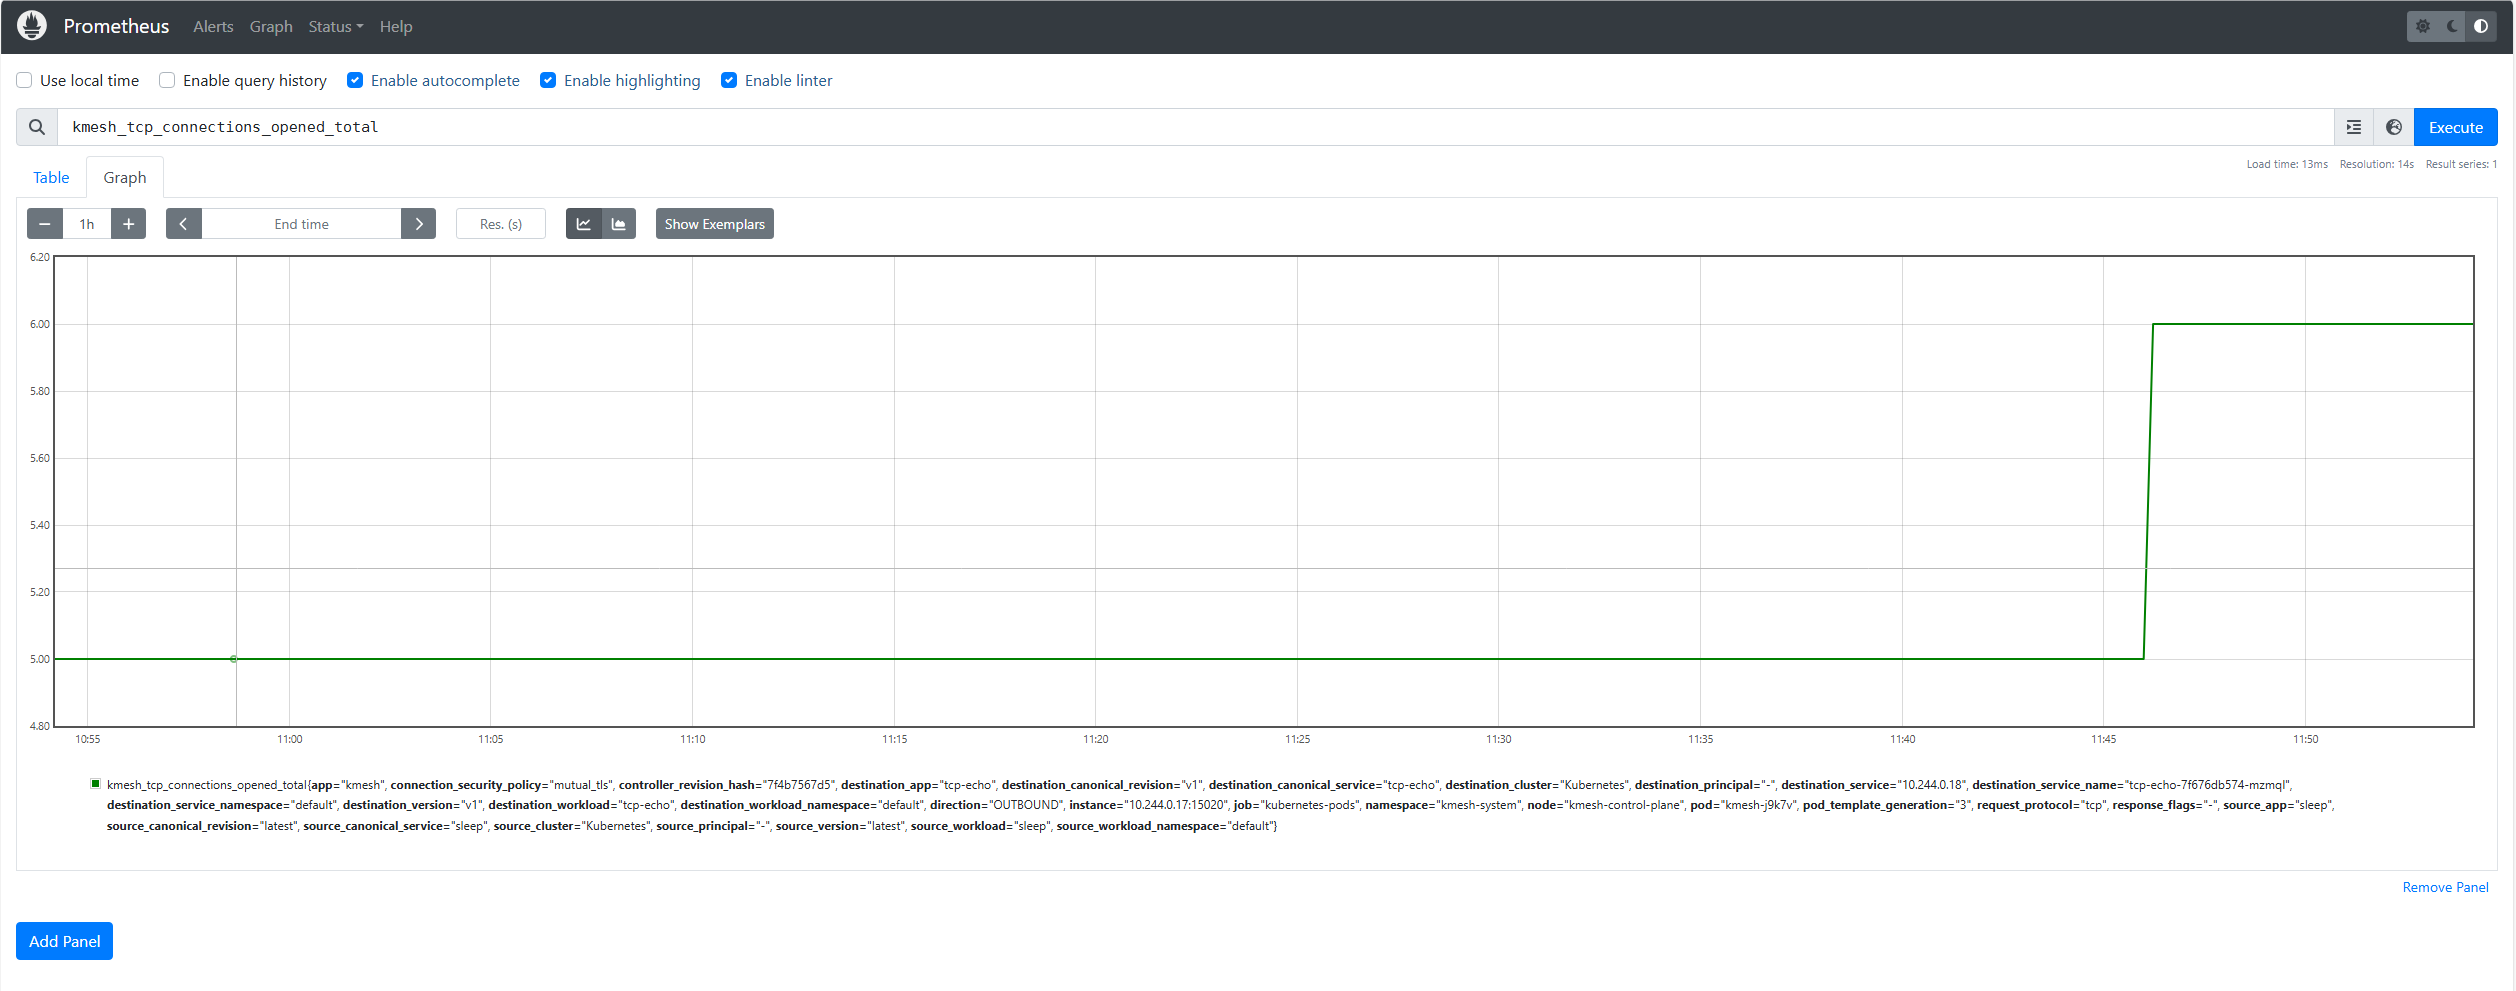 Prometheus Alerts Graph Status Help
Use local time Enable query history Enable autocomplete Enable highlighting Enable linter
kmesh_tcp_connections_opened_total Execute
Load time: 13ms Resolution: 14s Result series: 1
Table Graph
1h End time Res. (s) Show Exemplars
6.20
6.00
5.80
5.60
5.40
5.20
5.00
4.80
10:55 11:00 11:05 11:10 11:15 11:20 11:25 11:30 11:35 11:40 11:45 11:50
kmesh_tcp_connections_opened_total{app="kmesh", connection_security_policy="mutual_tls", controller_revision_hash="7f4b7567d5", destination_app="tcp-echo", destination_canonical_revision="v1", destination_canonical_service="tcp-echo", destination_cluster="Kubernetes", destination_principal="-", destination_service="10.244.0.18", destination_service_name="tcp-echo-7f676db574-mzmql",
destination_service_namespace="default", destination_version="v1", destination_workload="tcp-echo", destination_workload_namespace="default", direction="OUTBOUND", instance="10.244.0.17:15020", job="kubernetes-pods", namespace="kmesh-system", node="kmesh-control-plane", pod="kmesh-j9k7v", pod_template_generation="3", request_protocol="tcp", response_flags="-", source_app="sleep",
source_canonical_revision="latest", source_canonical_service="sleep", source_cluster="Kubernetes", source_principal="-", source_version="latest", source_workload="sleep", source_workload_namespace="default"}
Remove Panel
Add Panel